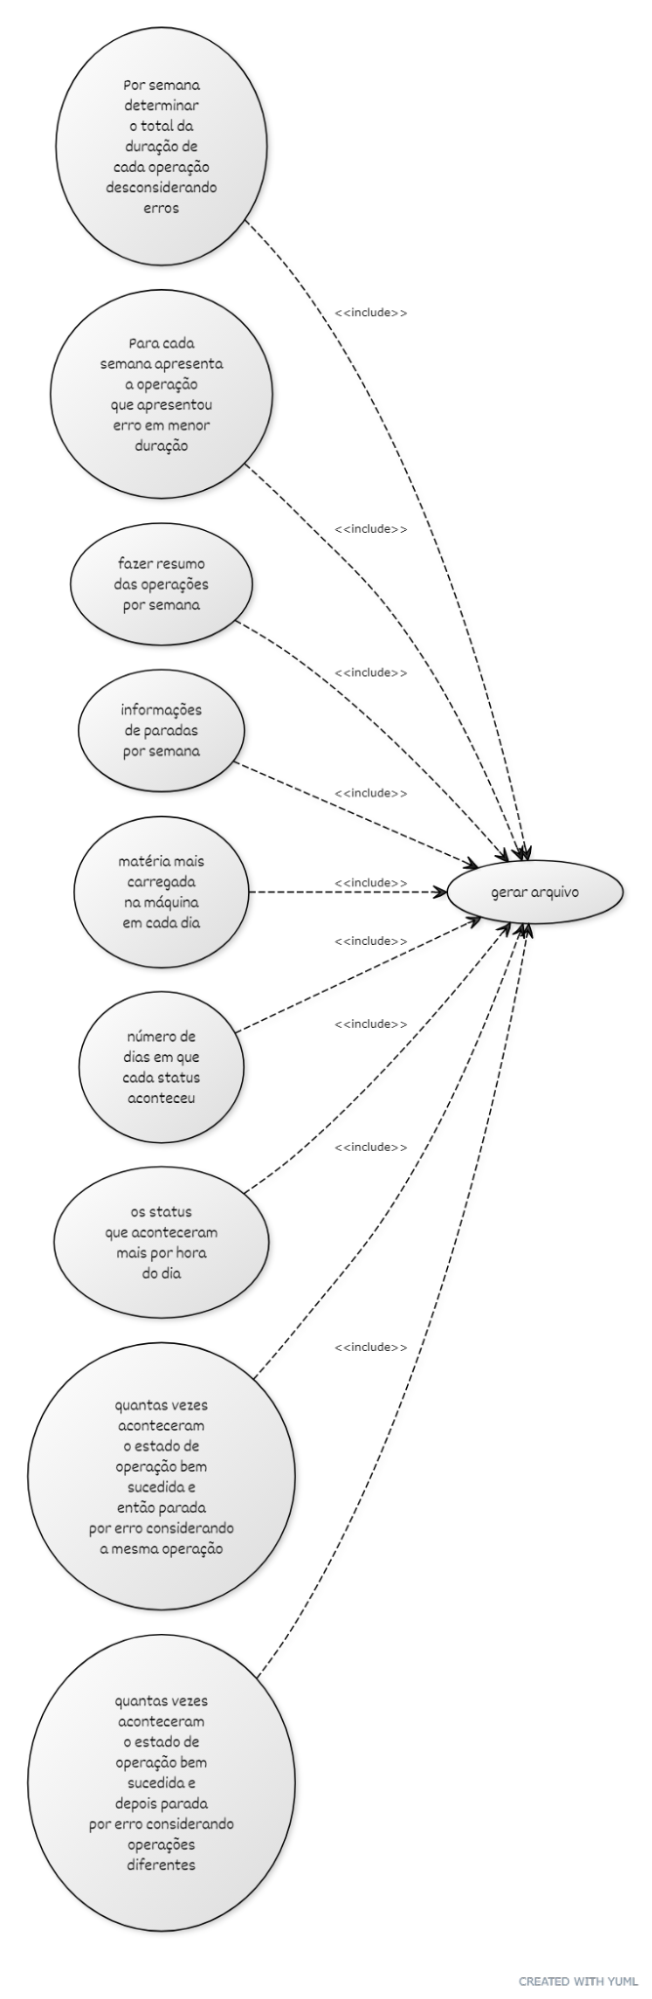 Por semana
determinar
o total da
duração de
cada operação
desconsiderando
erros
<<include>>
Para cada
semana apresenta
a operação
que apresentou
erro em menor
duração
<<include>>
fazer resumo
das operações
por semana
<<include>>
informações
de paradas
por semana
<<include>>
matéria mais
carregada
na máquina
em cada dia
<<include>>
gerar arquivo
<<include>>
número de
dias em que
cada status
aconteceu
<<include>>
os status
que aconteceram
mais por hora
do dia
<<include>>
quantas vezes
aconteceram
o estado de
operação bem
sucedida e
então parada
por erro considerando
a mesma operação
<<include>>
quantas vezes
aconteceram
o estado de
operação bem
sucedida e
depois parada
por erro considerando
operações
diferentes
CREATED WITH YUML